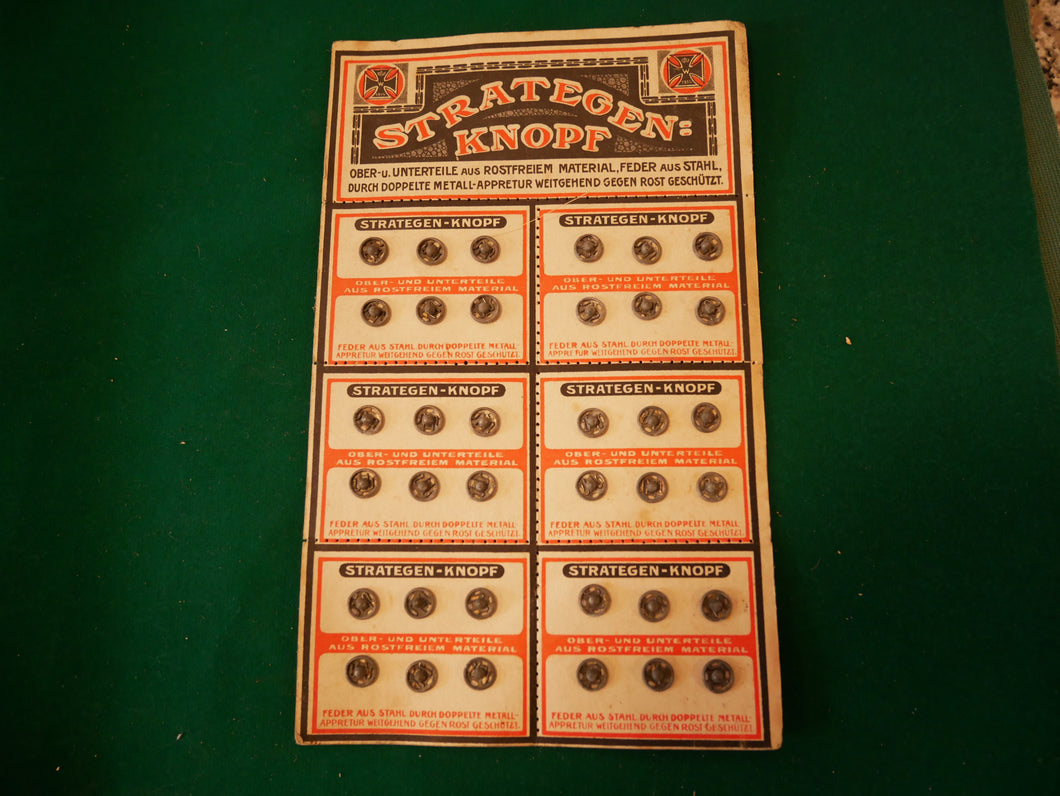 STRATEGEN=
KNOPF
OBER-u. UNTERTEILE AUS ROSTFREIEM MATERIAL, FEDER AUS STAHL,
DURCH DOPPELTE METALL-APPRETUR WEITGEHEND GEGEN ROST GESCHÜTZT.
STRATEGEN-KNOPF
OBER- UND UNTERTEILE
AUS ROSTFREIEM MATERIAL
FEDER AUS STAHL. DURCH DOPPELTE METALL-
APPRETUR WEITGEHEND GEGEN ROST GESCHÜTZT.
STRATEGEN-KNOPF
OBER- UND UNTERTEILE
AUS ROSTFREIEM MATERIAL
FEDER AUS STAHL. DURCH DOPPELTE METALL-
APPRETUR WEITGEHEND GEGEN ROST GESCHÜTZT.
STRATEGEN-KNOPF
OBER- UND UNTERTEILE
AUS ROSTFREIEM MATERIAL
FEDER AUS STAHL. DURCH DOPPELTE METALL-
APPRETUR WEITGEHEND GEGEN ROST GESCHÜTZT.
STRATEGEN-KNOPF
OBER- UND UNTERTEILE
AUS ROSTFREIEM MATERIAL
FEDER AUS STAHL. DURCH DOPPELTE METALL-
APPRETUR WEITGEHEND GEGEN ROST GESCHÜTZT.
STRATEGEN-KNOPF
OBER- UND UNTERTEILE
AUS ROSTFREIEM MATERIAL
FEDER AUS STAHL. DURCH DOPPELTE METALL-
APPRETUR WEITGEHEND GEGEN ROST GESCHÜTZT.
STRATEGEN-KNOPF
OBER- UND UNTERTEILE
AUS ROSTFREIEM MATERIAL
FEDER AUS STAHL. DURCH DOPPELTE METALL-
APPRETUR WEITGEHEND GEGEN ROST GESCHÜTZT.